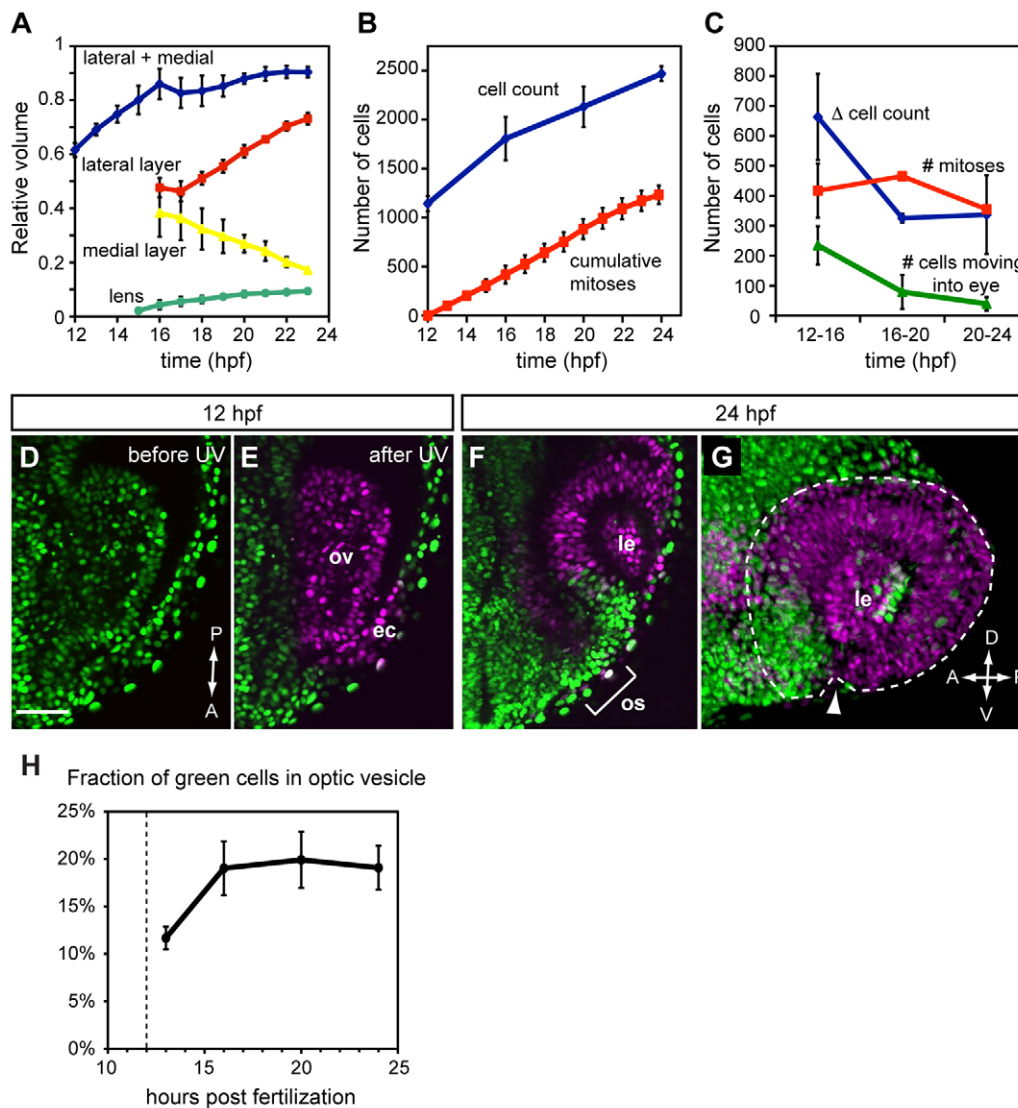 A
lateral + medial
lateral layer
medial layer
lens
Relative volume
1
0.8
0.6
0.4
0.2
0
12 14 16 18 20 22 24
time (hpf)
B
cell count
cumulative
mitoses
Number of cells
2500
2000
1500
1000
500
0
12 16 20 24
time (hpf)
C
Δ cell count
# mitoses
# cells moving
into eye
Number of cells
900
800
700
600
500
400
300
200
100
0
12-16 16-20 20-24
time (hpf)
12 hpf
24 hpf
D
before UV
P
A
E
after UV
ov
ec
F
le
os
G
le
D
A P
V
H
Fraction of green cells in optic vesicle
25%
20%
15%
10%
5%
0%
10 15 20 25
hours post fertilization